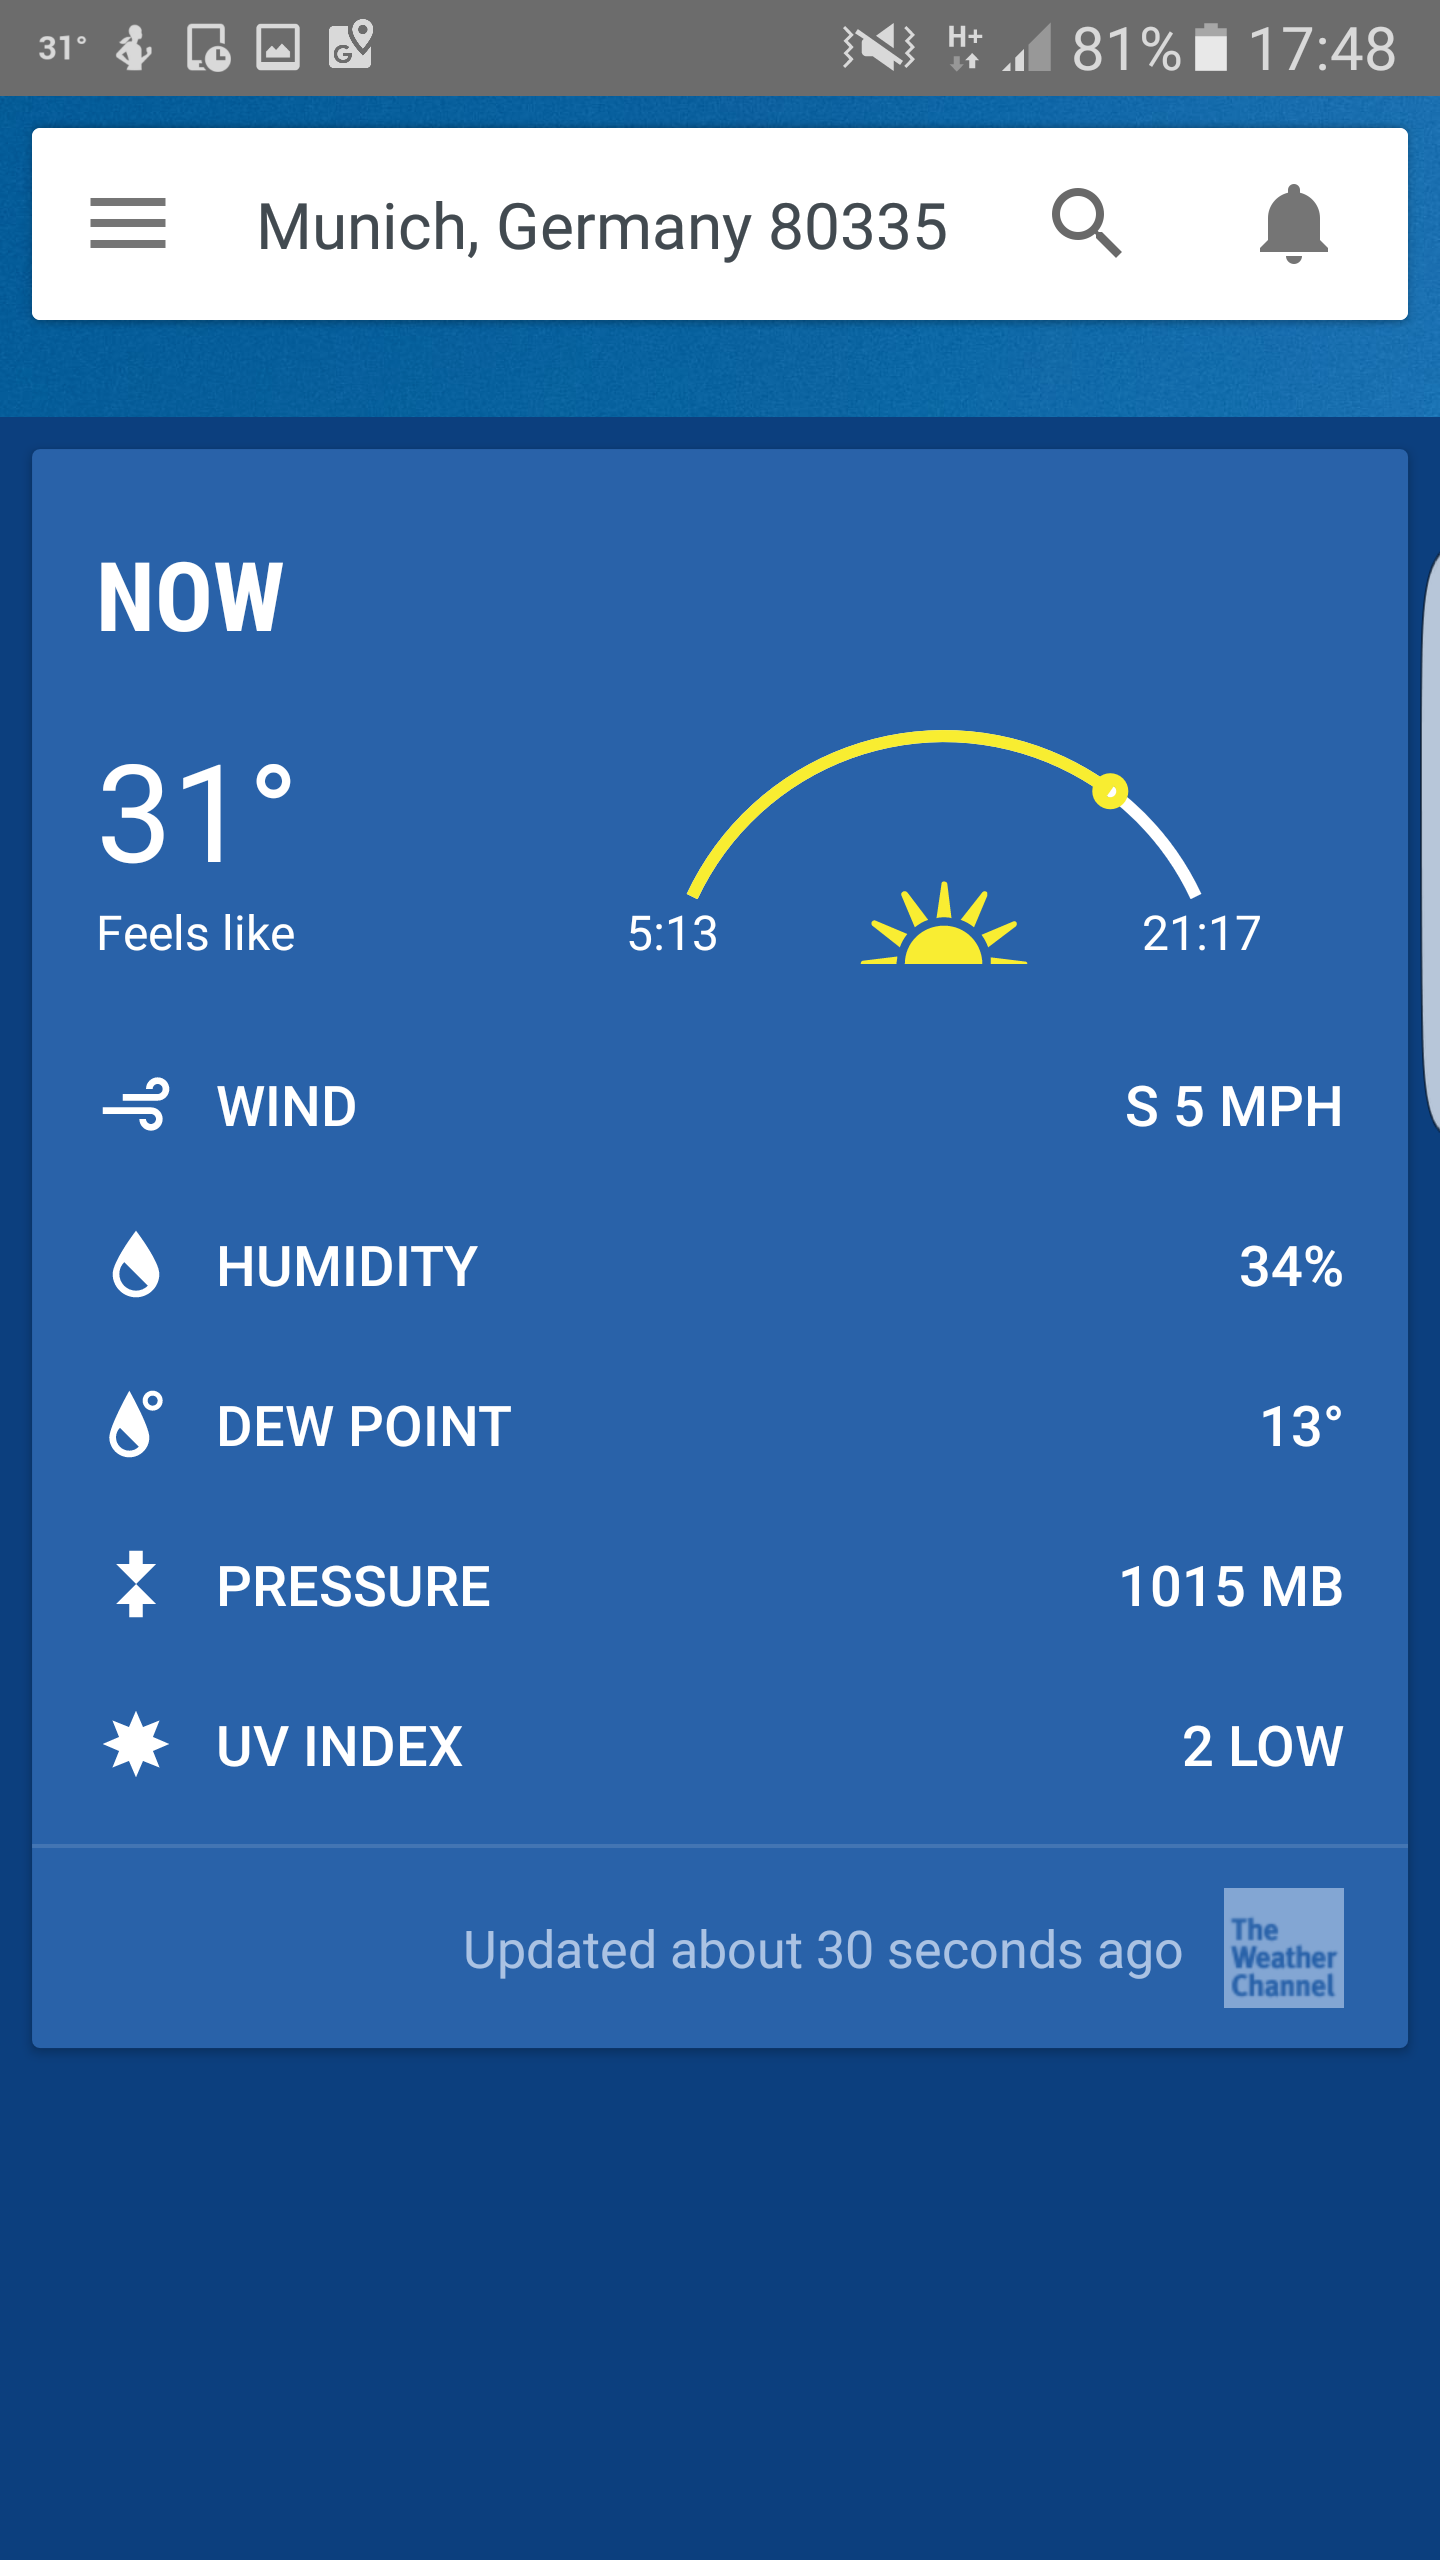 31° H+ 81% 17:48
Munich, Germany 80335
NOW
31°
Feels like
5:13 21:17
WIND S 5 MPH
HUMIDITY 34%
DEW POINT 13°
PRESSURE 1015 MB
UV INDEX 2 LOW
Updated about 30 seconds ago
The
Weather
Channel